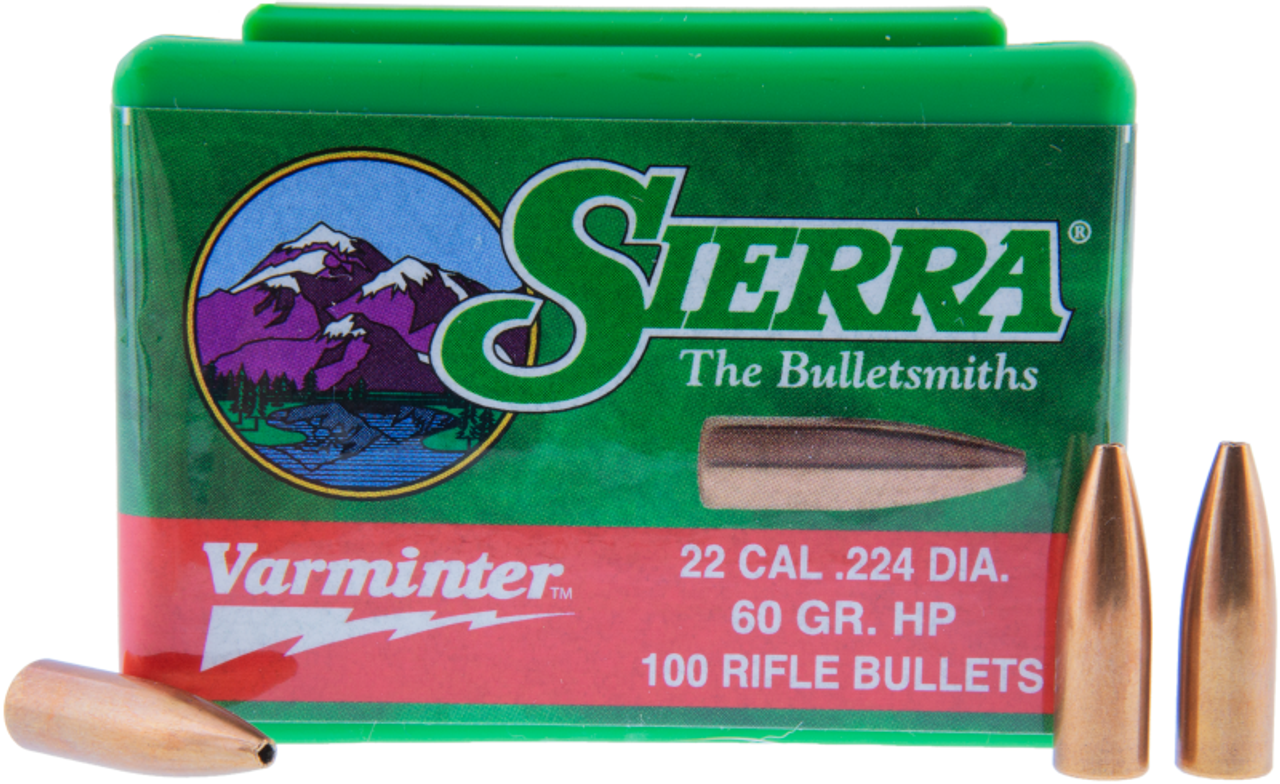 SIERRA®
The Bulletsmiths
Varminter™
22 CAL .224 DIA.
60 GR. HP
100 RIFLE BULLETS